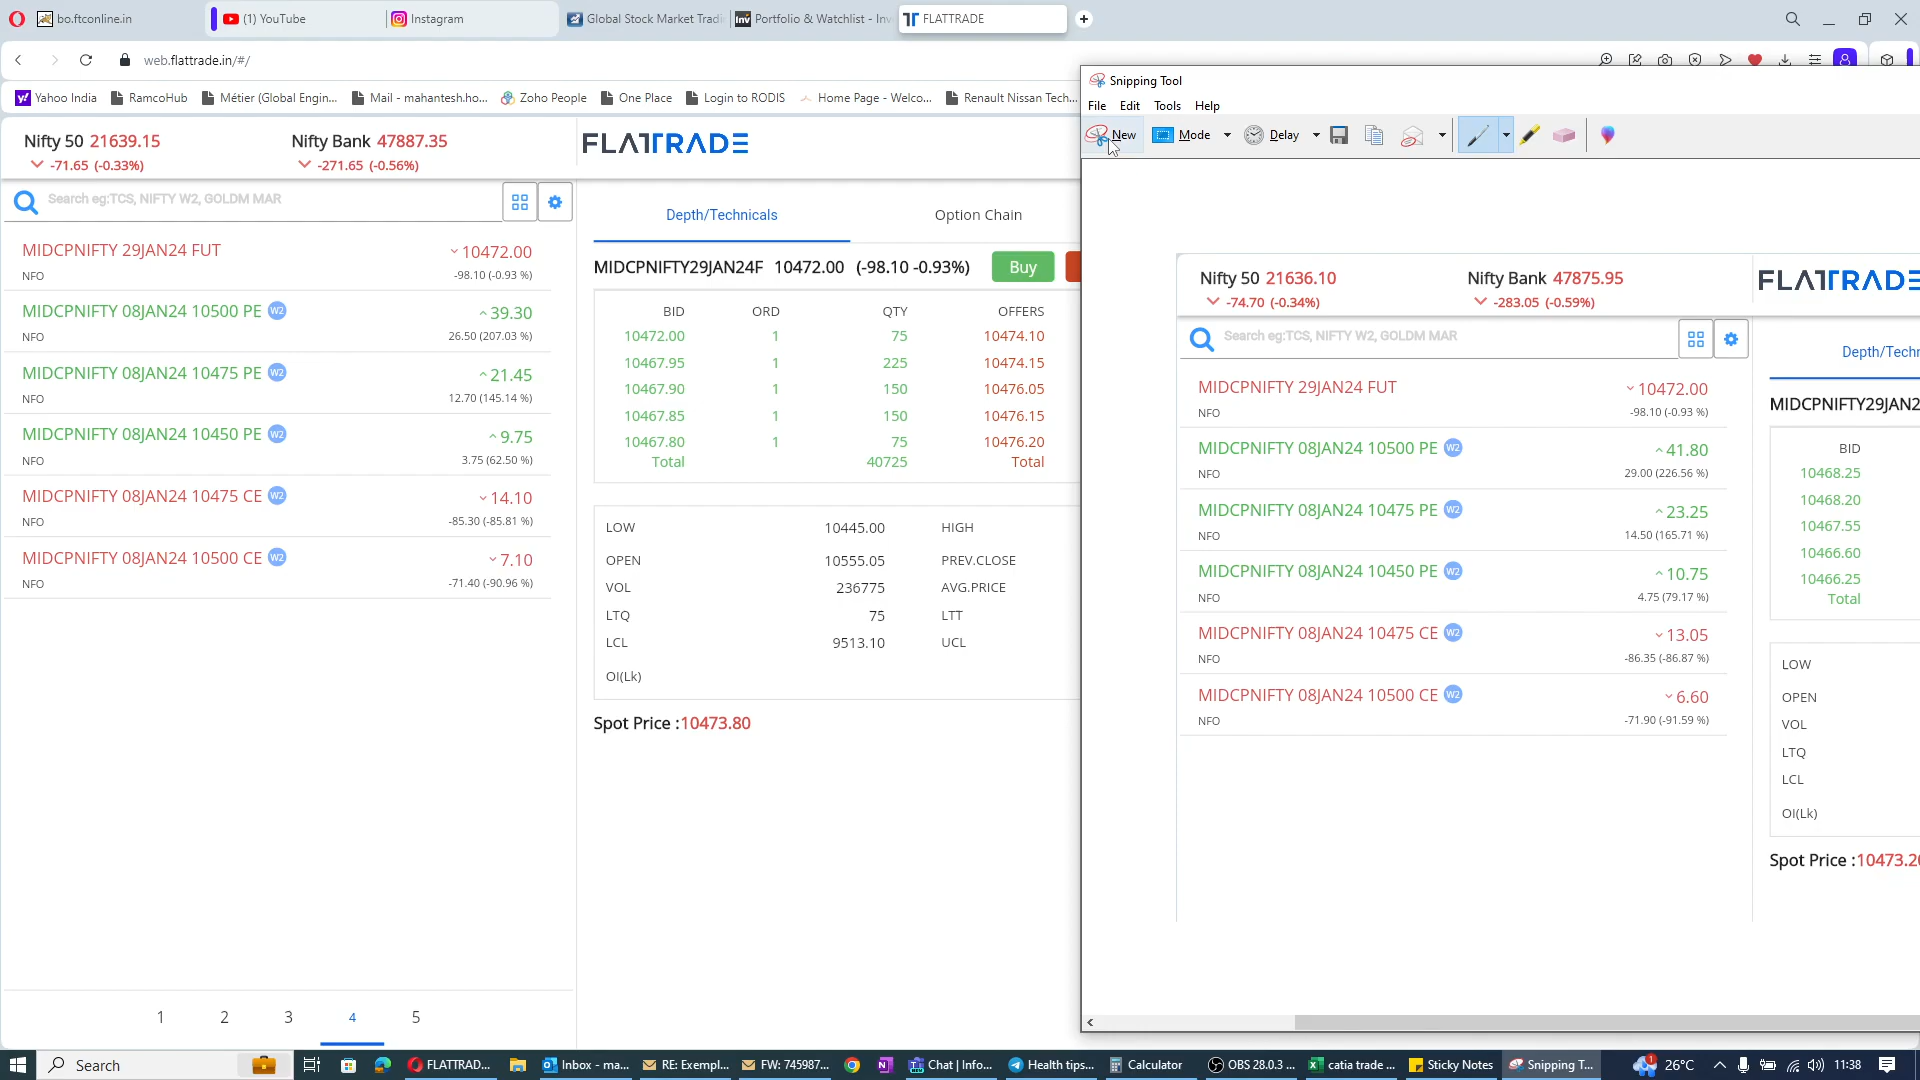 bo.ftconline.in
(1) YouTube
Instagram
Global Stock Market Tradi
Portfolio & Watchlist - Inv
FLATTRADE
web.flattrade.in/#/
Yahoo India
RamcoHub
Métier (Global Engin...
Mail - mahantesh.ho...
Zoho People
One Place
Login to RODIS
Home Page - Welco...
Renault Nissan Tech...
Nifty 50 21639.15
-71.65 (-0.33%)
Nifty Bank 47887.35
-271.65 (-0.56%)
FLATTRADE
Search eg:TCS, NIFTY W2, GOLDM MAR
MIDCPNIFTY 29JAN24 FUT 10472.00
NFO -98.10 (-0.93 %)
MIDCPNIFTY 08JAN24 10500 PE W2 39.30
NFO 26.50 (207.03 %)
MIDCPNIFTY 08JAN24 10475 PE W2 21.45
NFO 12.70 (145.14 %)
MIDCPNIFTY 08JAN24 10450 PE W2 9.75
NFO 3.75 (62.50 %)
MIDCPNIFTY 08JAN24 10475 CE W2 14.10
NFO -85.30 (-85.81 %)
MIDCPNIFTY 08JAN24 10500 CE W2 7.10
NFO -71.40 (-90.96 %)
1 2 3 4 5
Depth/Technicals Option Chain
MIDCPNIFTY29JAN24F 10472.00 (-98.10 -0.93%) Buy
BID ORD QTY OFFERS
10472.00 1 75 10474.10
10467.95 1 225 10474.15
10467.90 1 150 10476.05
10467.85 1 150 10476.15
10467.80 1 75 10476.20
Total 40725 Total
LOW 10445.00 HIGH
OPEN 10555.05 PREV.CLOSE
VOL 236775 AVG.PRICE
LTQ 75 LTT
LCL 9513.10 UCL
OI(Lk)
Spot Price :10473.80
Snipping Tool
File Edit Tools Help
New Mode Delay
Nifty 50 21636.10
-74.70 (-0.34%)
Nifty Bank 47875.95
-283.05 (-0.59%)
FLATTRADE
Search eg:TCS, NIFTY W2, GOLDM MAR
MIDCPNIFTY 29JAN24 FUT 10472.00
NFO -98.10 (-0.93 %)
MIDCPNIFTY 08JAN24 10500 PE W2 41.80
NFO 29.00 (226.56 %)
MIDCPNIFTY 08JAN24 10475 PE W2 23.25
NFO 14.50 (165.71 %)
MIDCPNIFTY 08JAN24 10450 PE W2 10.75
NFO 4.75 (79.17 %)
MIDCPNIFTY 08JAN24 10475 CE W2 13.05
NFO -86.35 (-86.87 %)
MIDCPNIFTY 08JAN24 10500 CE W2 6.60
NFO -71.90 (-91.59 %)
Depth/Techn
MIDCPNIFTY29JAN2
BID
10468.25
10468.20
10467.55
10466.60
10466.25
Total
LOW
OPEN
VOL
LTQ
LCL
OI(Lk)
Spot Price :10473.20
Search
FLATTRAD...
Inbox - ma...
RE: Exempl...
FW: 745987...
Chat | Info...
Health tips...
Calculator
OBS 28.0.3 ...
catia trade ...
Sticky Notes
Snipping T...
1
26°C
11:38